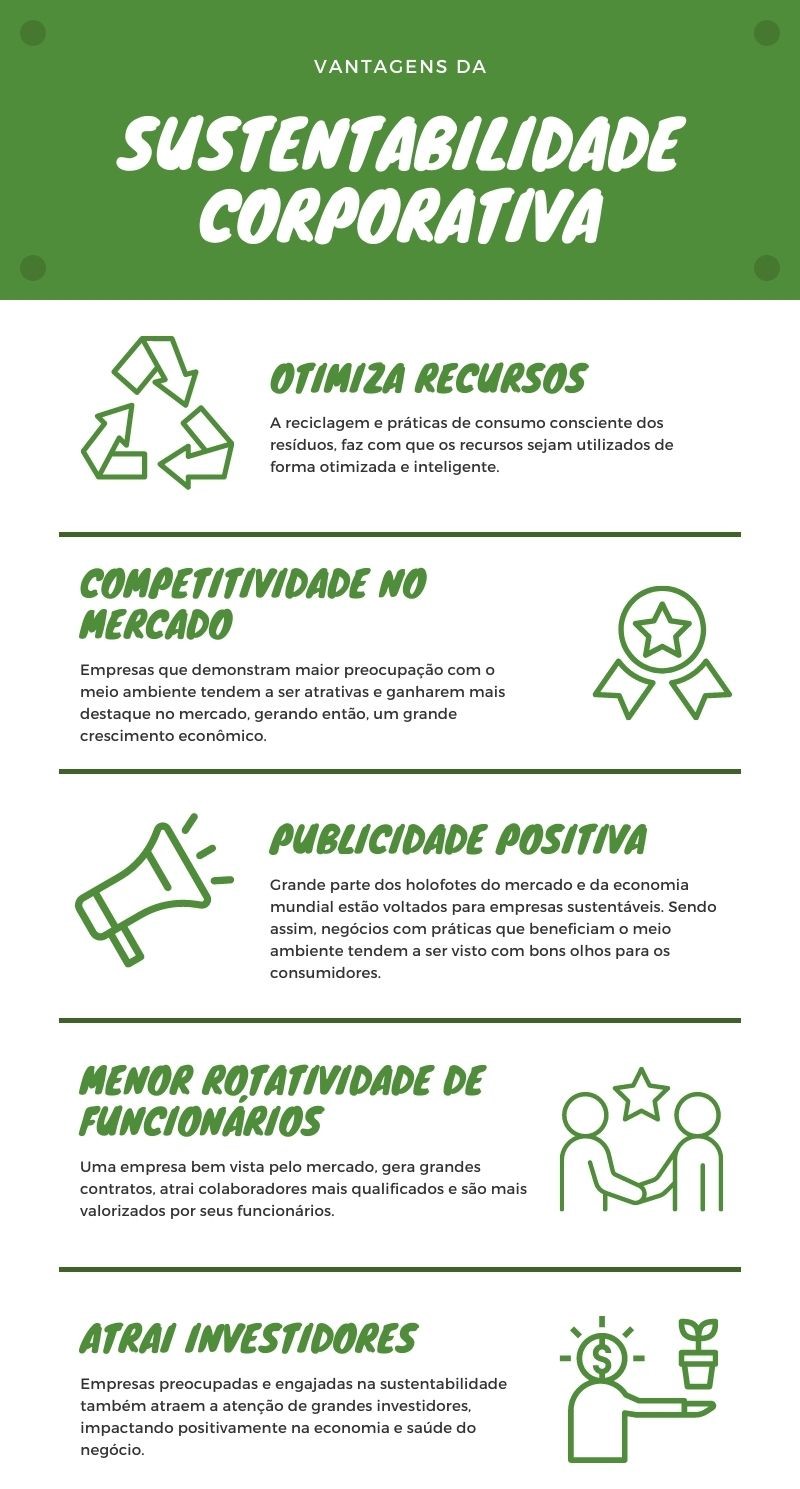 VANTAGENS DA
SUSTENTABILIDADE
CORPORATIVA
OTIMIZA RECURSOS
A reciclagem e práticas de consumo consciente dos
resíduos, faz com que os recursos sejam utilizados de
forma otimizada e inteligente.
COMPETITIVIDADE NO
MERCADO
Empresas que demonstram maior preocupação com o
meio ambiente tendem a ser atrativas e ganharem mais
destaque no mercado, gerando então, um grande
crescimento econômico.
PUBLICIDADE POSITIVA
Grande parte dos holofotes do mercado e da economia
mundial estão voltados para empresas sustentáveis. Sendo
assim, negócios com práticas que beneficiam o meio
ambiente tendem a ser visto com bons olhos para os
consumidores.
MENOR ROTATIVIDADE DE
FUNCIONÁRIOS
Uma empresa bem vista pelo mercado, gera grandes
contratos, atrai colaboradores mais qualificados e são mais
valorizados por seus funcionários.
ATRAI INVESTIDORES
$
Empresas preocupadas e engajadas na sustentabilidade
também atraem a atenção de grandes investidores,
impactando positivamente na economia e saúde do
negócio.